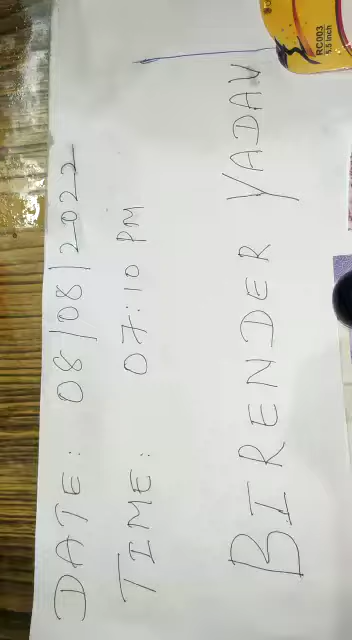 DATE: 08/08/2022
TIME: 07:10 PM
BIRENDER YADAV
RC003
5.5 Inch